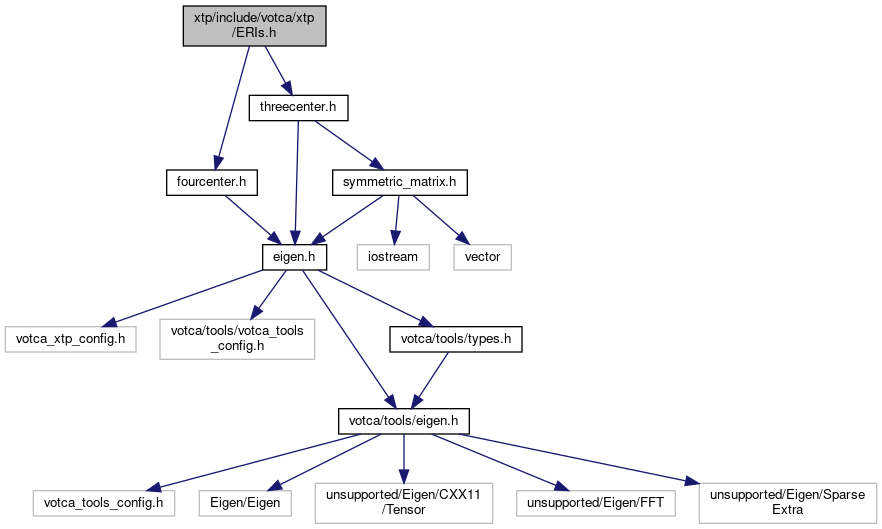 xtp/include/votca/xtp
/ERIs.h
threecenter.h
fourcenter.h
symmetric_matrix.h
eigen.h
iostream
vector
votca_xtp_config.h
votca/tools/votca_tools
_config.h
votca/tools/types.h
votca/tools/eigen.h
votca_tools_config.h
Eigen/Eigen
unsupported/Eigen/CXX11
/Tensor
unsupported/Eigen/FFT
unsupported/Eigen/Sparse
Extra